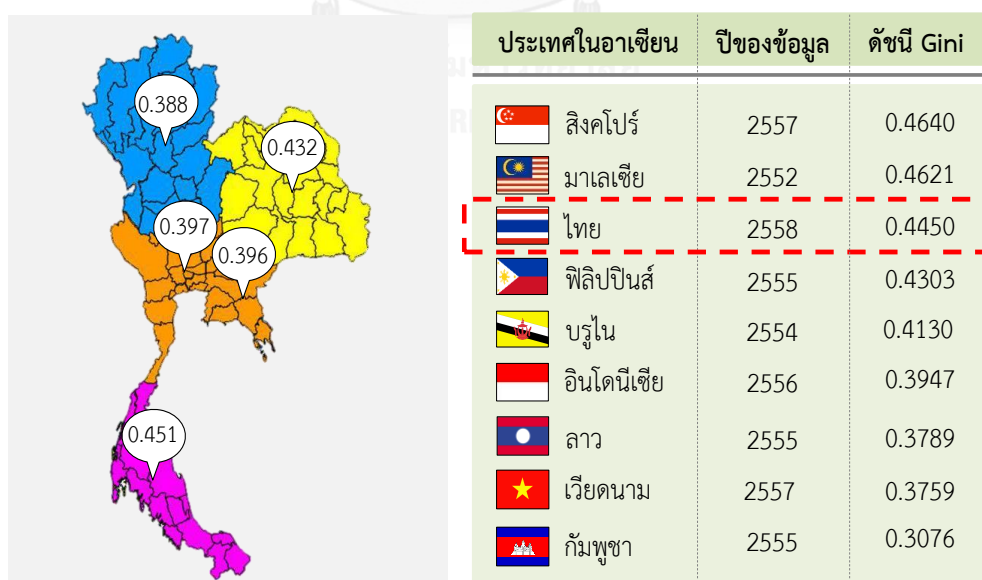 0.388
0.432
0.397
0.396
0.451
ประเทศในอาเซียน ปีของข้อมูล ดัชนี Gini
สิงคโปร์ 2557 0.4640
มาเลเซีย 2552 0.4621
ไทย 2558 0.4450
ฟิลิปปินส์ 2555 0.4303
บรูไน 2554 0.4130
อินโดนีเซีย 2556 0.3947
ลาว 2555 0.3789
เวียดนาม 2557 0.3759
กัมพูชา 2555 0.3076